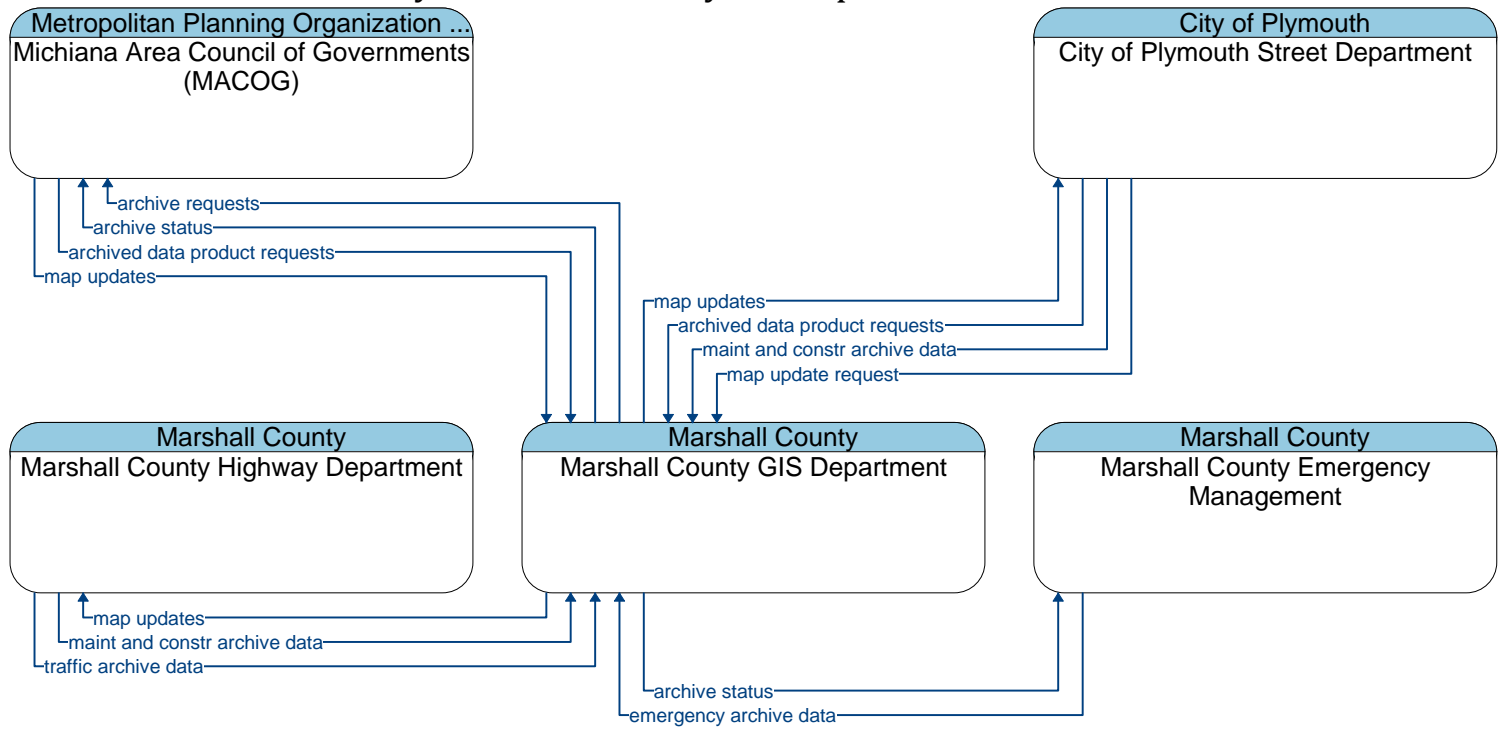 Metropolitan Planning Organization ...
Michiana Area Council of Governments
(MACOG)
City of Plymouth
City of Plymouth Street Department
archive requests
archive status
archived data product requests
map updates
map updates
archived data product requests
maint and constr archive data
map update request
Marshall County
Marshall County Highway Department
Marshall County
Marshall County GIS Department
Marshall County
Marshall County Emergency
Management
map updates
maint and constr archive data
traffic archive data
archive status
emergency archive data